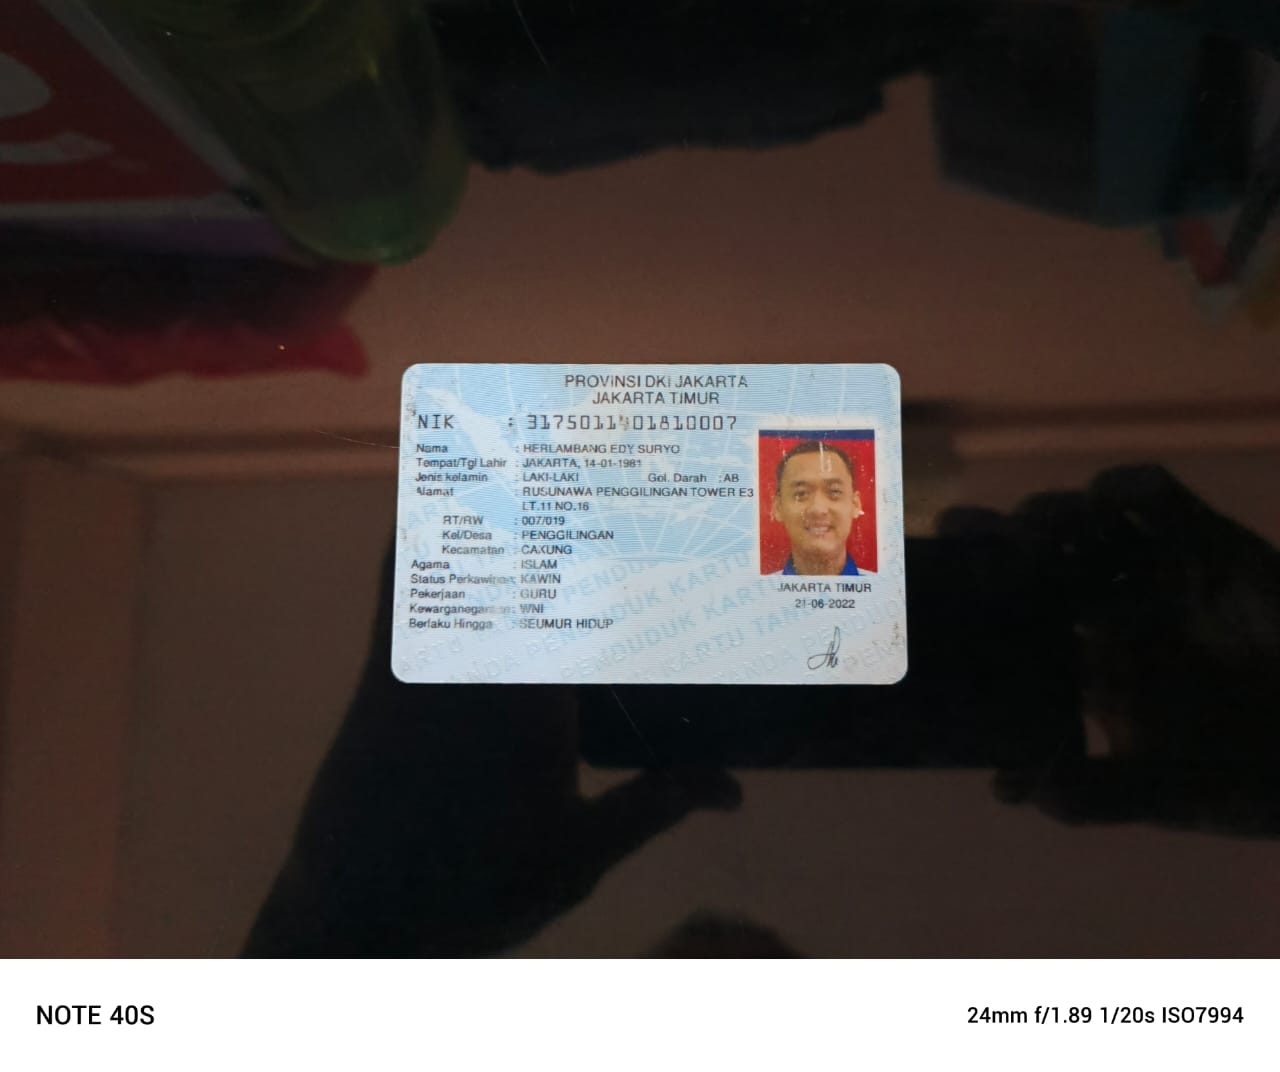 PROVINSI DKI JAKARTA
JAKARTA TIMUR
NIK : 3175011401810007
Nama : HERLAMBANG EDY SURYO
Tempat/Tgl Lahir : JAKARTA, 14-01-1981
Jenis kelamin : LAKI-LAKI Gol. Darah : AB
Alamat : RUSUNAWA PENGGILINGAN TOWER E3
LT.11 NO.16
RT/RW : 007/019
Kel/Desa : PENGGILINGAN
Kecamatan : CAKUNG
Agama : ISLAM
Status Perkawinan: KAWIN
Pekerjaan : GURU
Kewarganegaraan: WNI
Berlaku Hingga : SEUMUR HIDUP
JAKARTA TIMUR
21-06-2022
NOTE 40S
24mm f/1.89 1/20s ISO7994